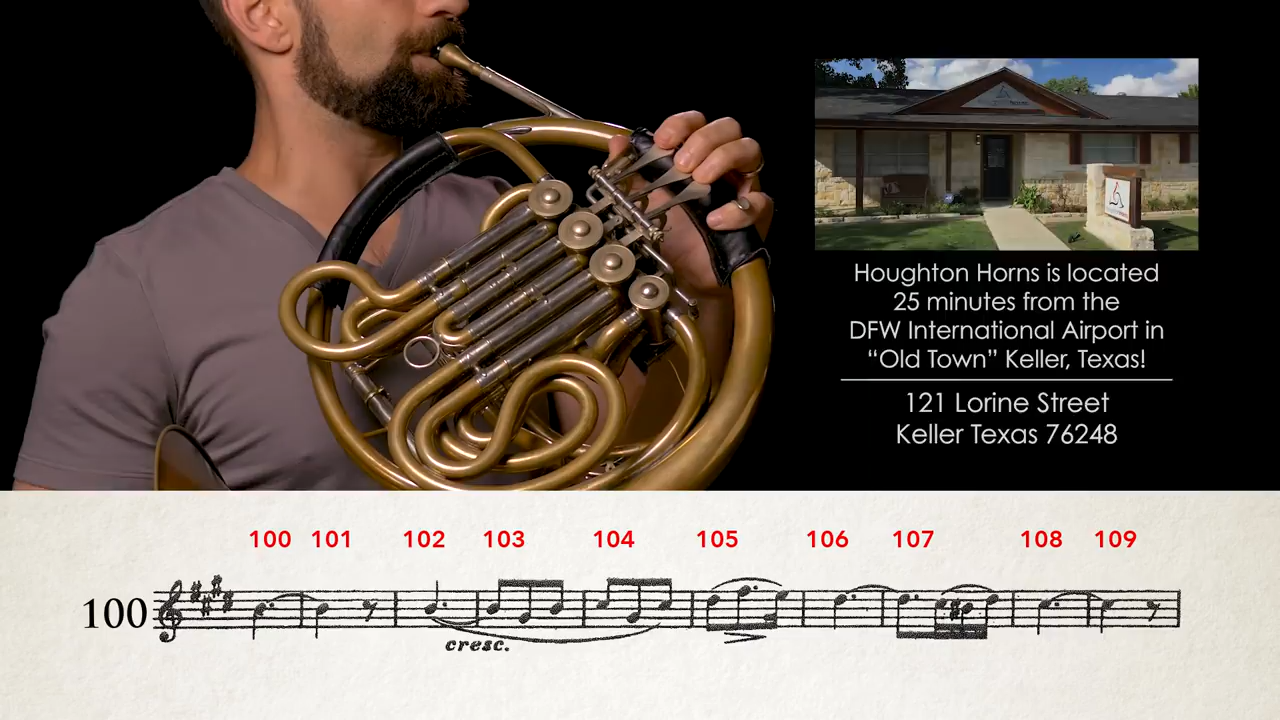 Houghton Horns is located
25 minutes from the
DFW International Airport in
“Old Town” Keller, Texas!
121 Lorine Street
Keller Texas 76248
100 101 102 103 104 105 106 107 108 109
100
cresc.